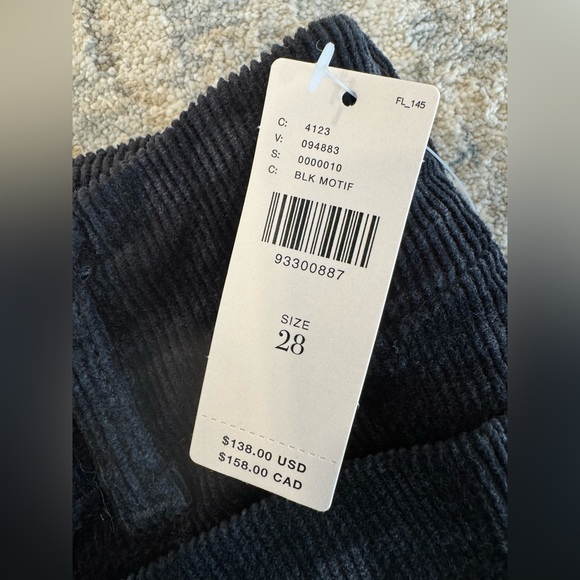 FL_145
C: 4123
V: 094883
S: 0000010
C: BLK MOTIF
93300887
SIZE
28
$138.00 USD
$158.00 CAD